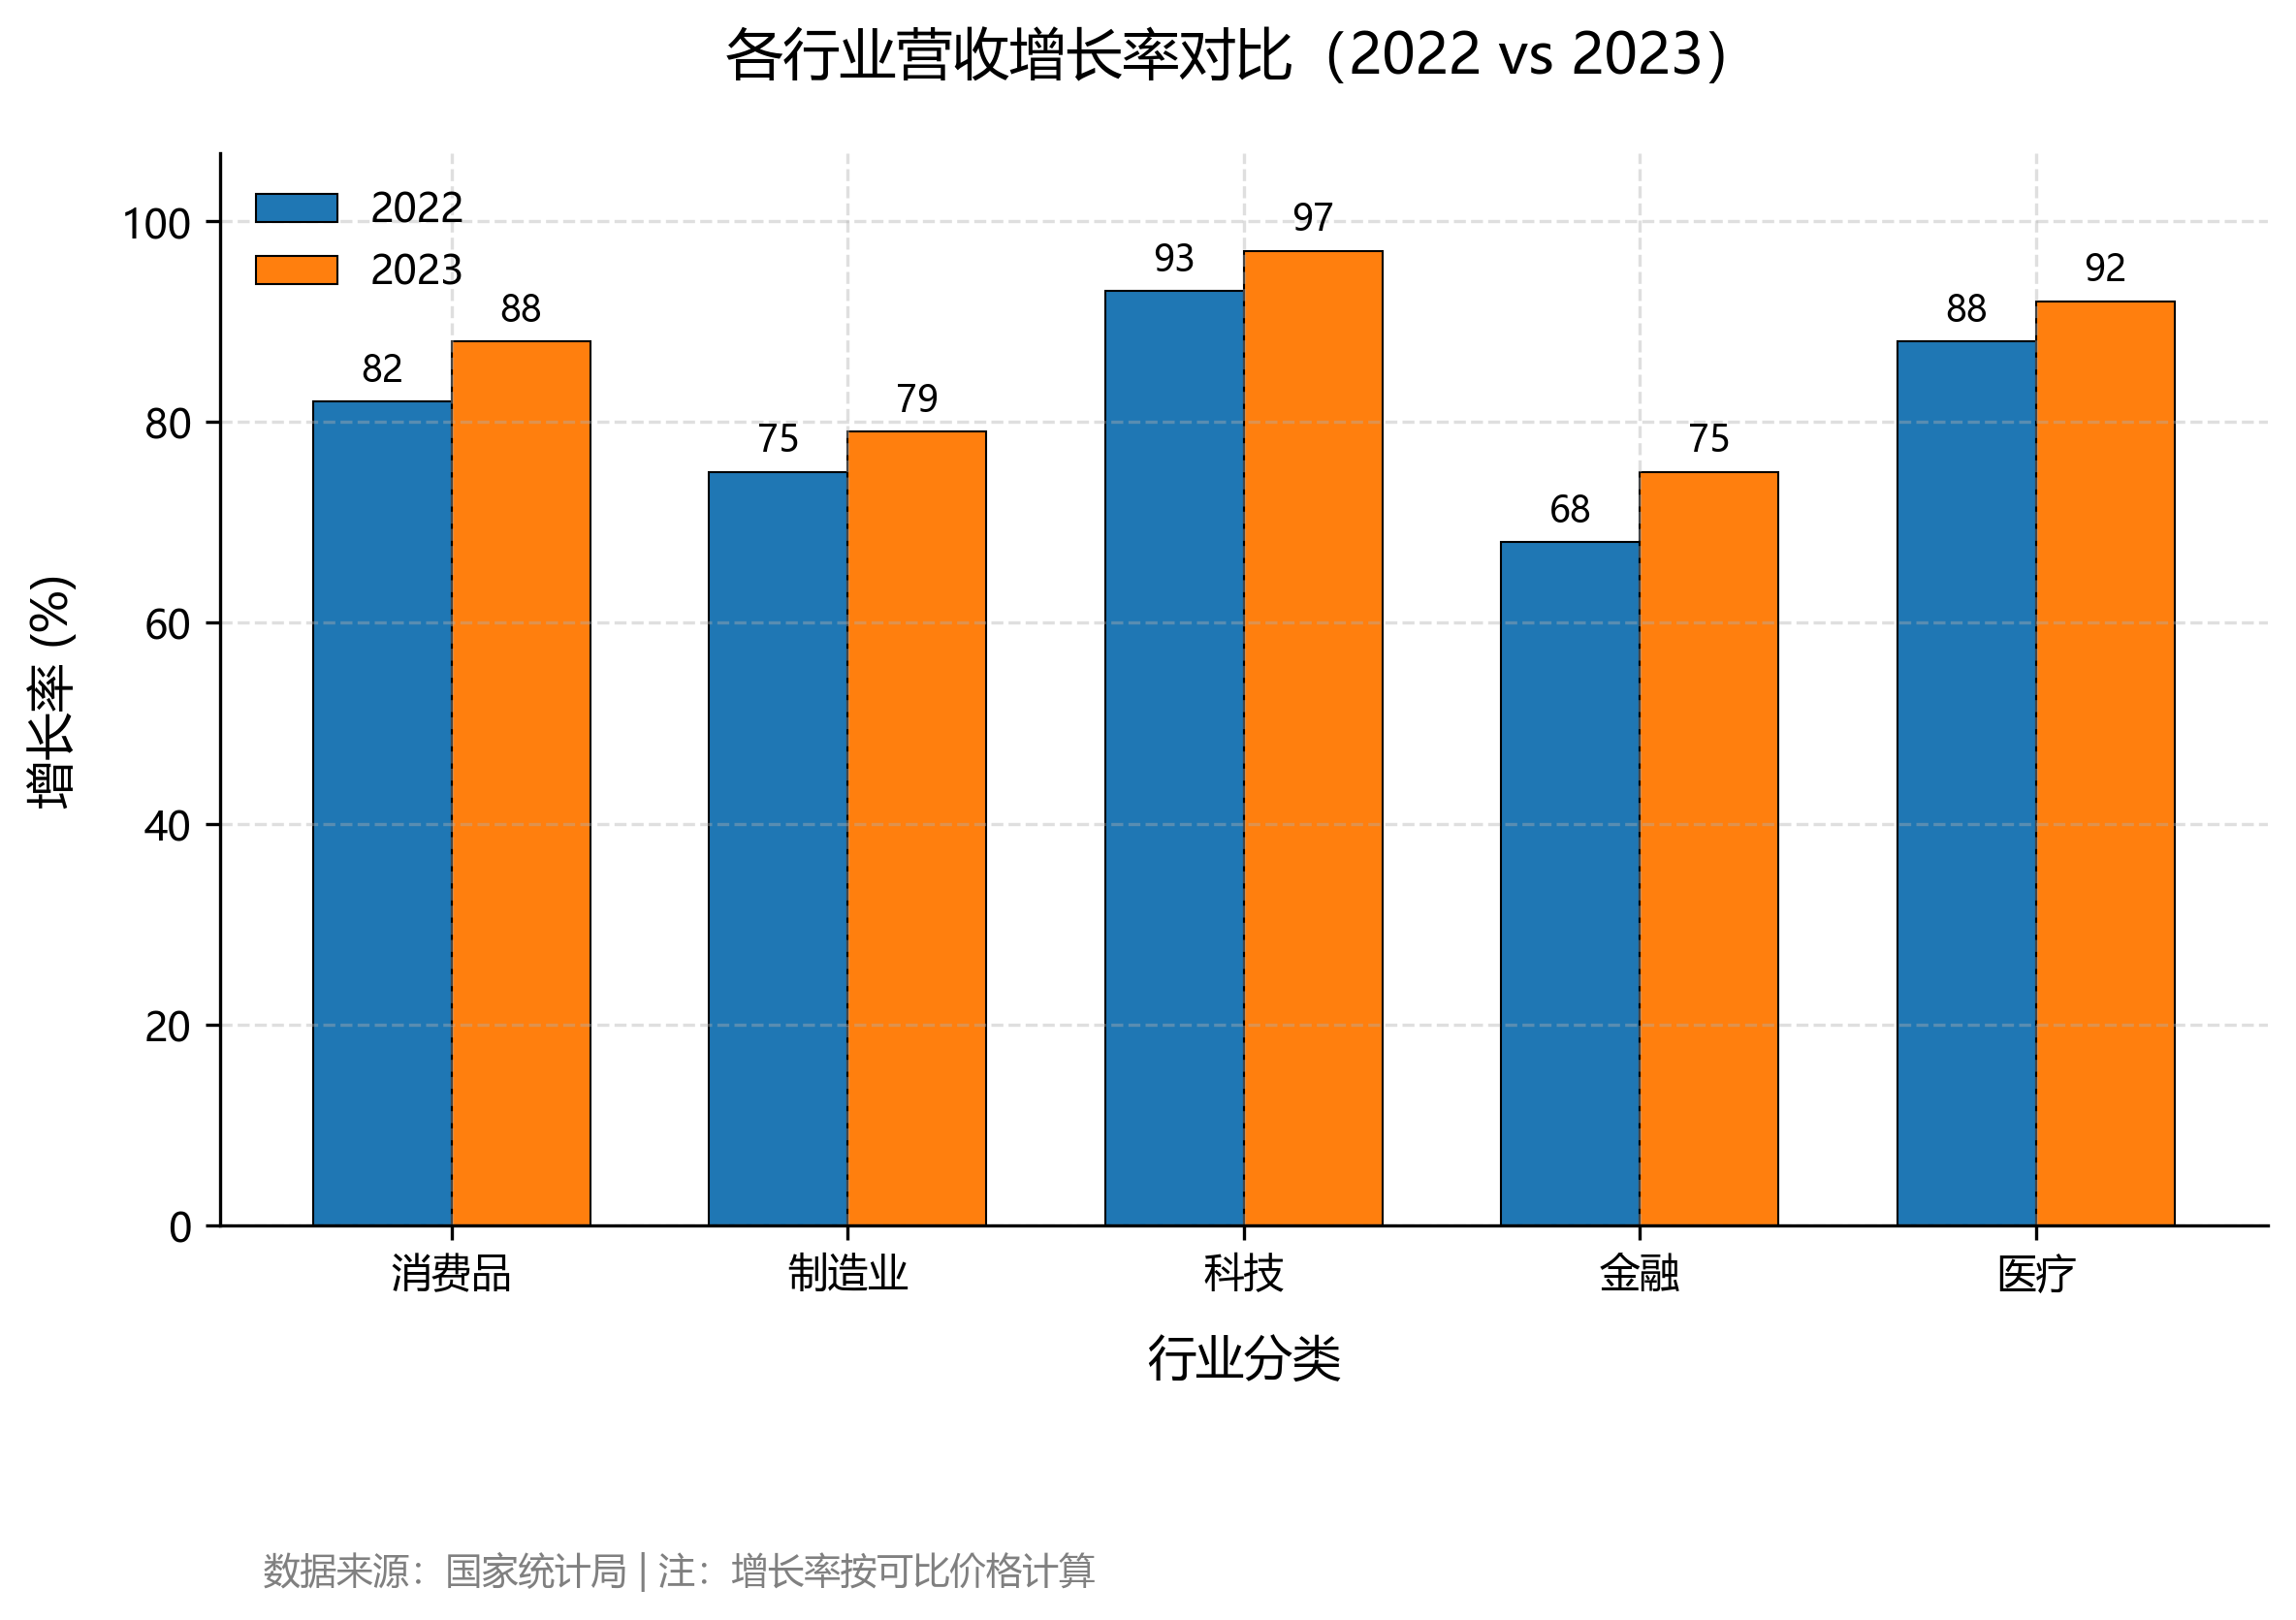 各行业营收增长率对比（2022 vs 2023）
2022
2023
增长率 (%)
100
80
60
40
20
0
82
88
75
79
93
97
68
75
88
92
消费品
制造业
科技
金融
医疗
行业分类
数据来源：国家统计局 | 注：增长率按可比价格计算